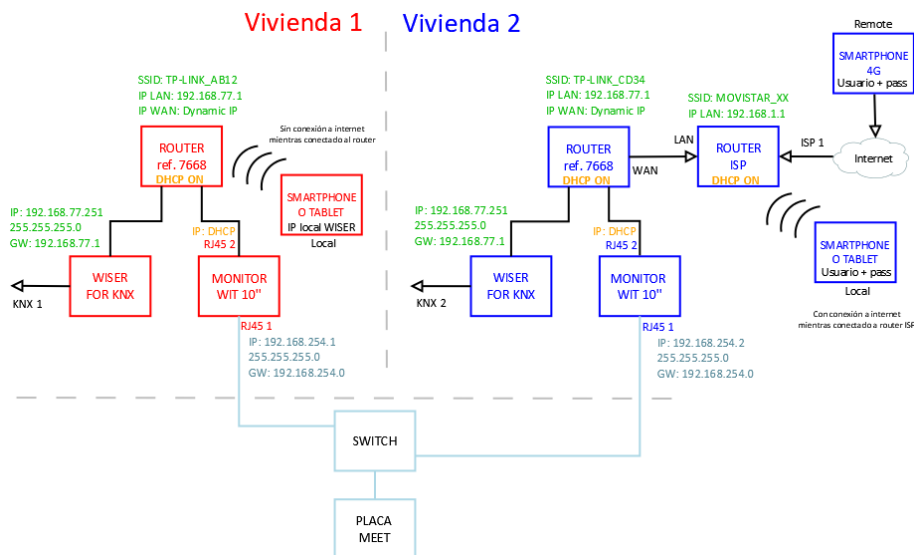 Vivienda 1
Vivienda 2
Remote
SMARTPHONE
4G
Usuario + pass
SSID: TP-LINK_AB12
IP LAN: 192.168.77.1
IP WAN: Dynamic IP
SSID: TP-LINK_CD34
IP LAN: 192.168.77.1
IP WAN: Dynamic IP
SSID: MOVISTAR_XX
IP LAN: 192.168.1.1
Sin conexión a internet
mientras conectado al router
ROUTER
ref. 7668
DHCP ON
ROUTER
ref. 7668
DHCP ON
LAN
WAN
ROUTER
ISP
DHCP ON
ISP 1
Internet
SMARTPHONE
O TABLET
IP local WISER
Local
IP: 192.168.77.251
255.255.255.0
GW: 192.168.77.1
IP: DHCP
RJ45 2
IP: 192.168.77.251
255.255.255.0
GW: 192.168.77.1
IP: DHCP
RJ45 2
SMARTPHONE
O TABLET
Usuario + pass
Local
WISER
FOR KNX
KNX 1
MONITOR
WIT 10"
WISER
FOR KNX
KNX 2
MONITOR
WIT 10"
Con conexión a internet
mientras conectado a router ISP
RJ45 1
IP: 192.168.254.1
255.255.255.0
GW: 192.168.254.0
RJ45 1
IP: 192.168.254.2
255.255.255.0
GW: 192.168.254.0
SWITCH
PLACA
MEET